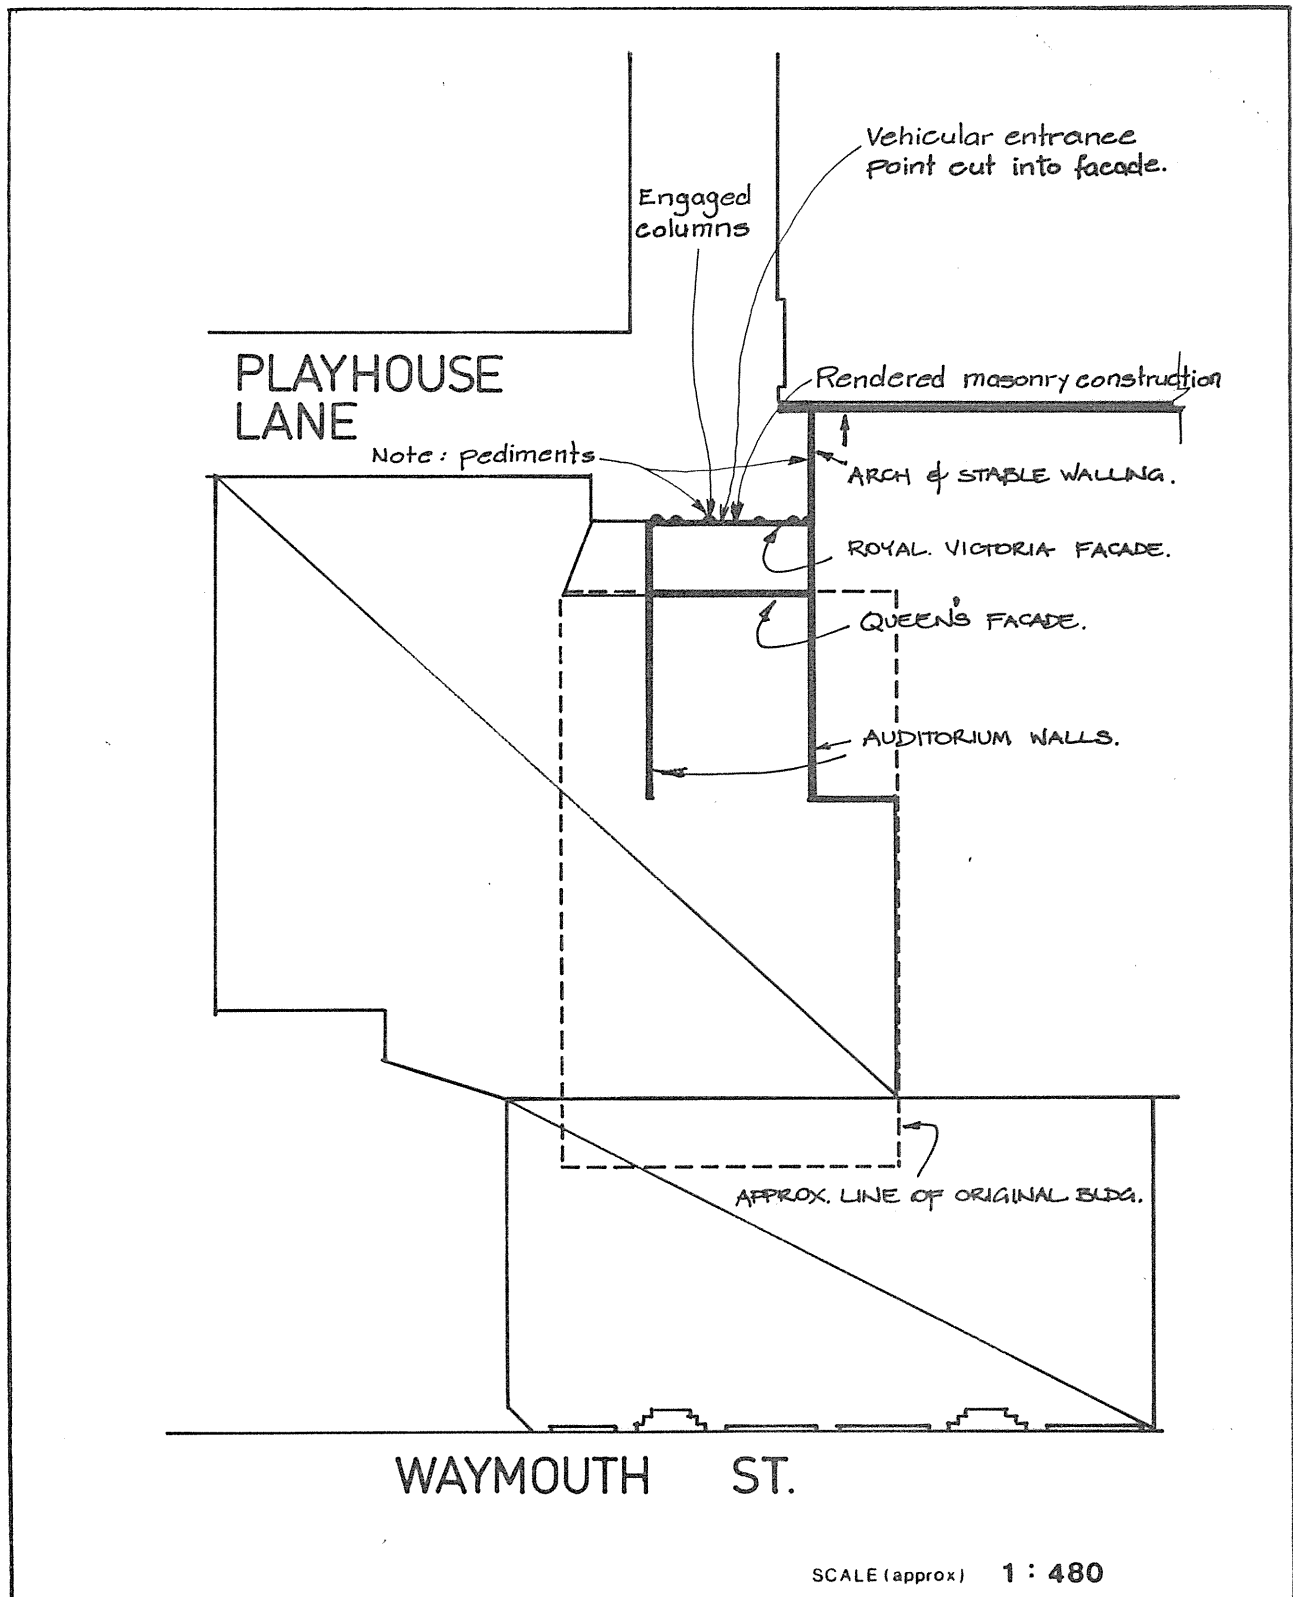 Vehicular entrance
point cut into facade.
Engaged
columns
PLAYHOUSE
LANE
Rendered masonry construction
Note: pediments
ARCH & STABLE WALLING.
ROYAL. VICTORIA FACADE.
QUEEN'S FACADE.
AUDITORIUM WALLS.
APPROX. LINE OF ORIGINAL BLDG.
WAYMOUTH ST.
SCALE (approx) 1 : 480